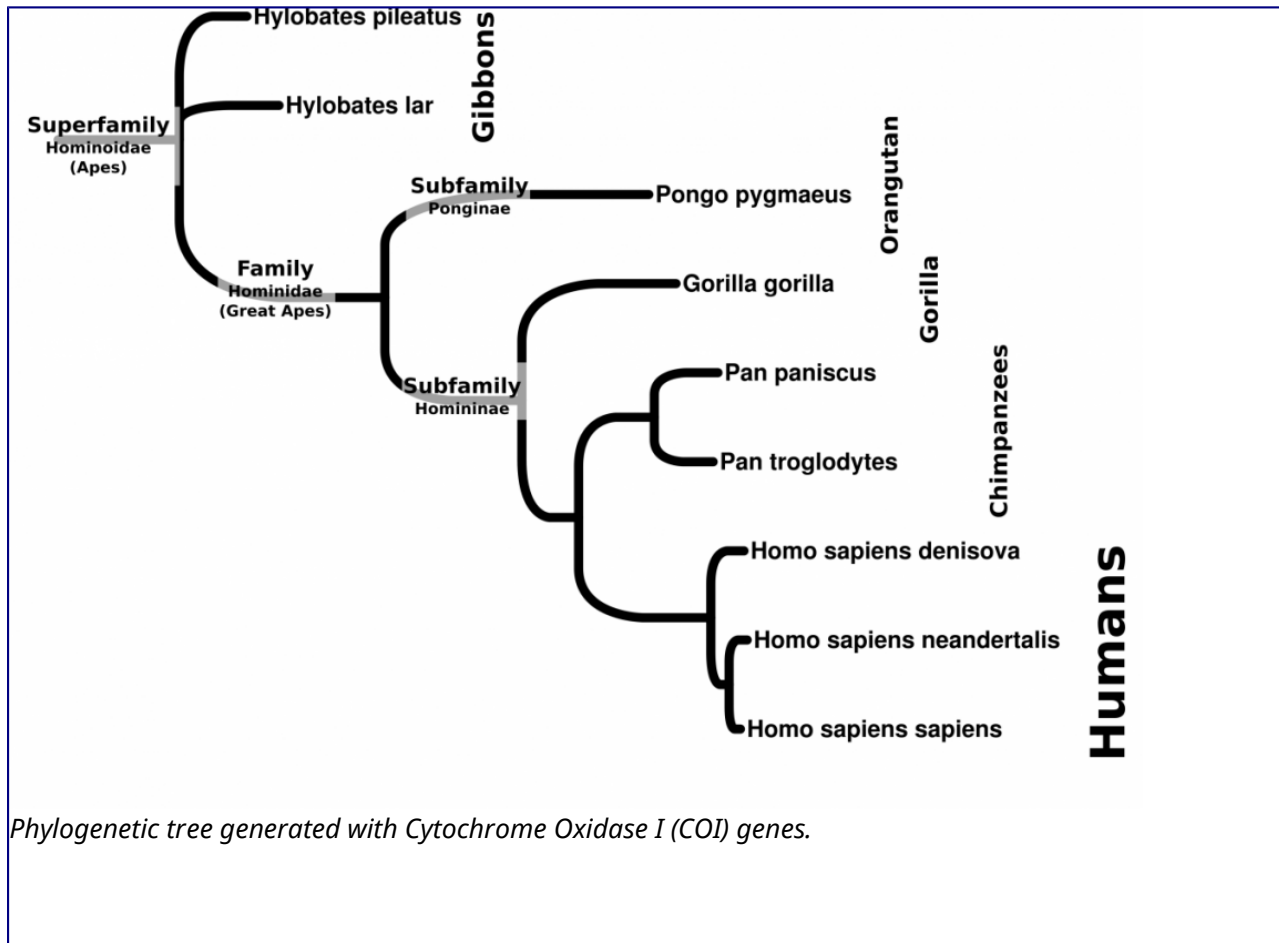 Hylobates pileatus
Gibbons
Hylobates lar
Superfamily
Hominoidae
(Apes)
Subfamily
Ponginae
Pongo pygmaeus
Orangutan
Family
Hominidae
(Great Apes)
Gorilla gorilla
Gorilla
Subfamily
Homininae
Pan paniscus
Pan troglodytes
Chimpanzees
Homo sapiens denisova
Homo sapiens neandertalis
Homo sapiens sapiens
Humans
Phylogenetic tree generated with Cytochrome Oxidase I (COI) genes.